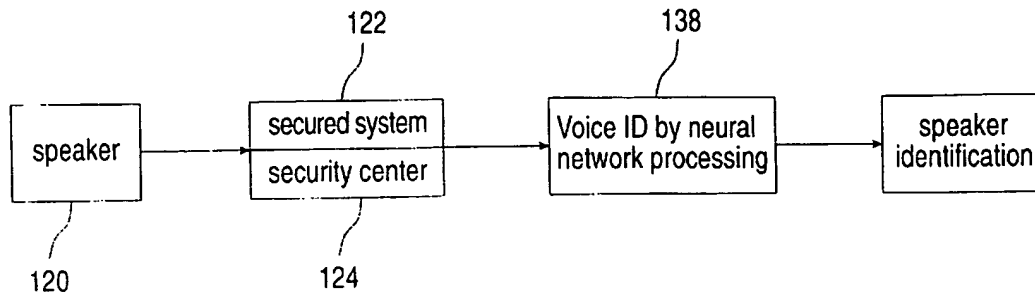 122
138
speaker
secured system
security center
Voice ID by neural
network processing
speaker
identification
120
124